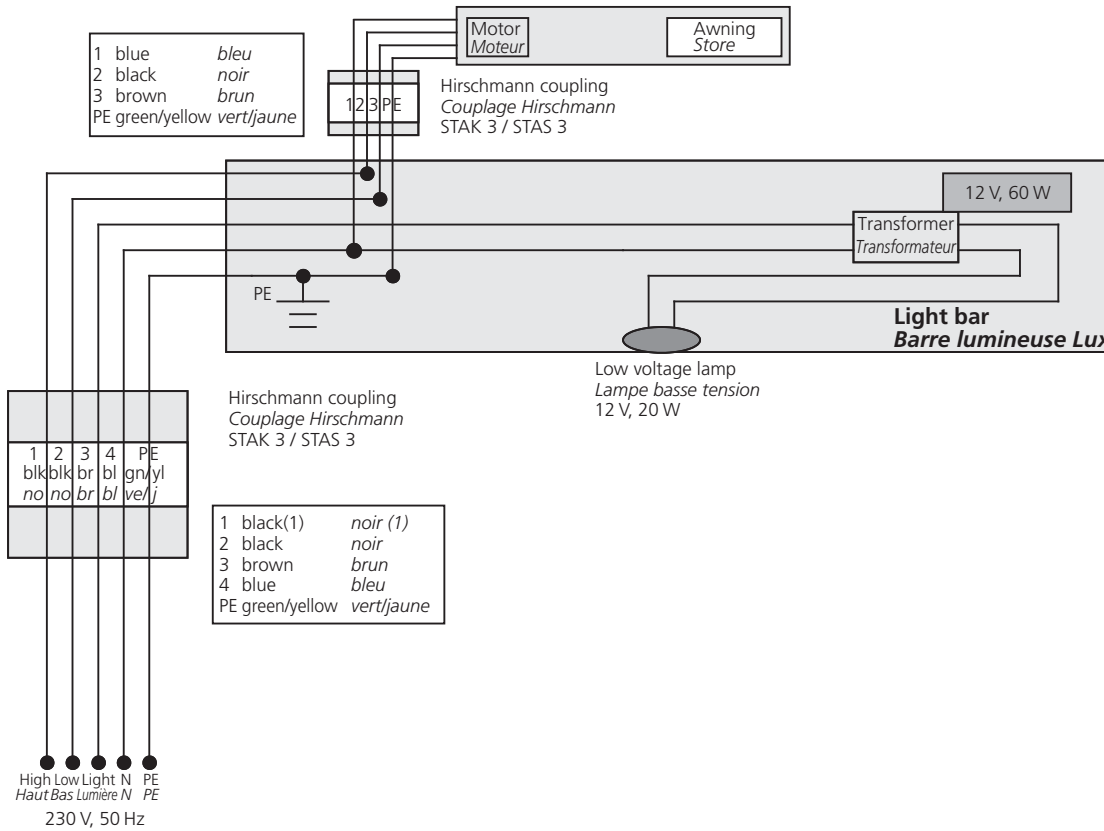 Motor
Moteur
Awning
Store
1 blue bleu
2 black noir
3 brown brun
PE green/yellow vert/jaune
1 2 3 PE
Hirschmann coupling
Couplage Hirschmann
STAK 3 / STAS 3
12 V, 60 W
Transformer
Transformateur
PE
Light bar
Barre lumineuse Lux
Low voltage lamp
Lampe basse tension
12 V, 20 W
Hirschmann coupling
Couplage Hirschmann
STAK 3 / STAS 3
1 2 3 4 PE
blk blk br bl gn/yl
no no br bl ve/ j
1 black(1) noir (1)
2 black noir
3 brown brun
4 blue bleu
PE green/yellow vert/jaune
High Low Light N PE
Haut Bas Lumière N PE
230 V, 50 Hz